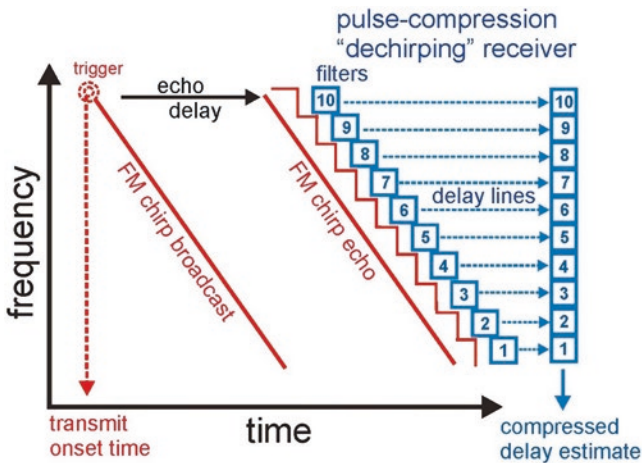 pulse-compression
"dechirping" receiver
trigger
echo
delay
filters
10
9
8
7
6
5
4
3
2
1
delay lines
10
9
8
7
6
5
4
3
2
1
FM chirp broadcast
FM chirp echo
frequency
time
transmit
onset time
compressed
delay estimate